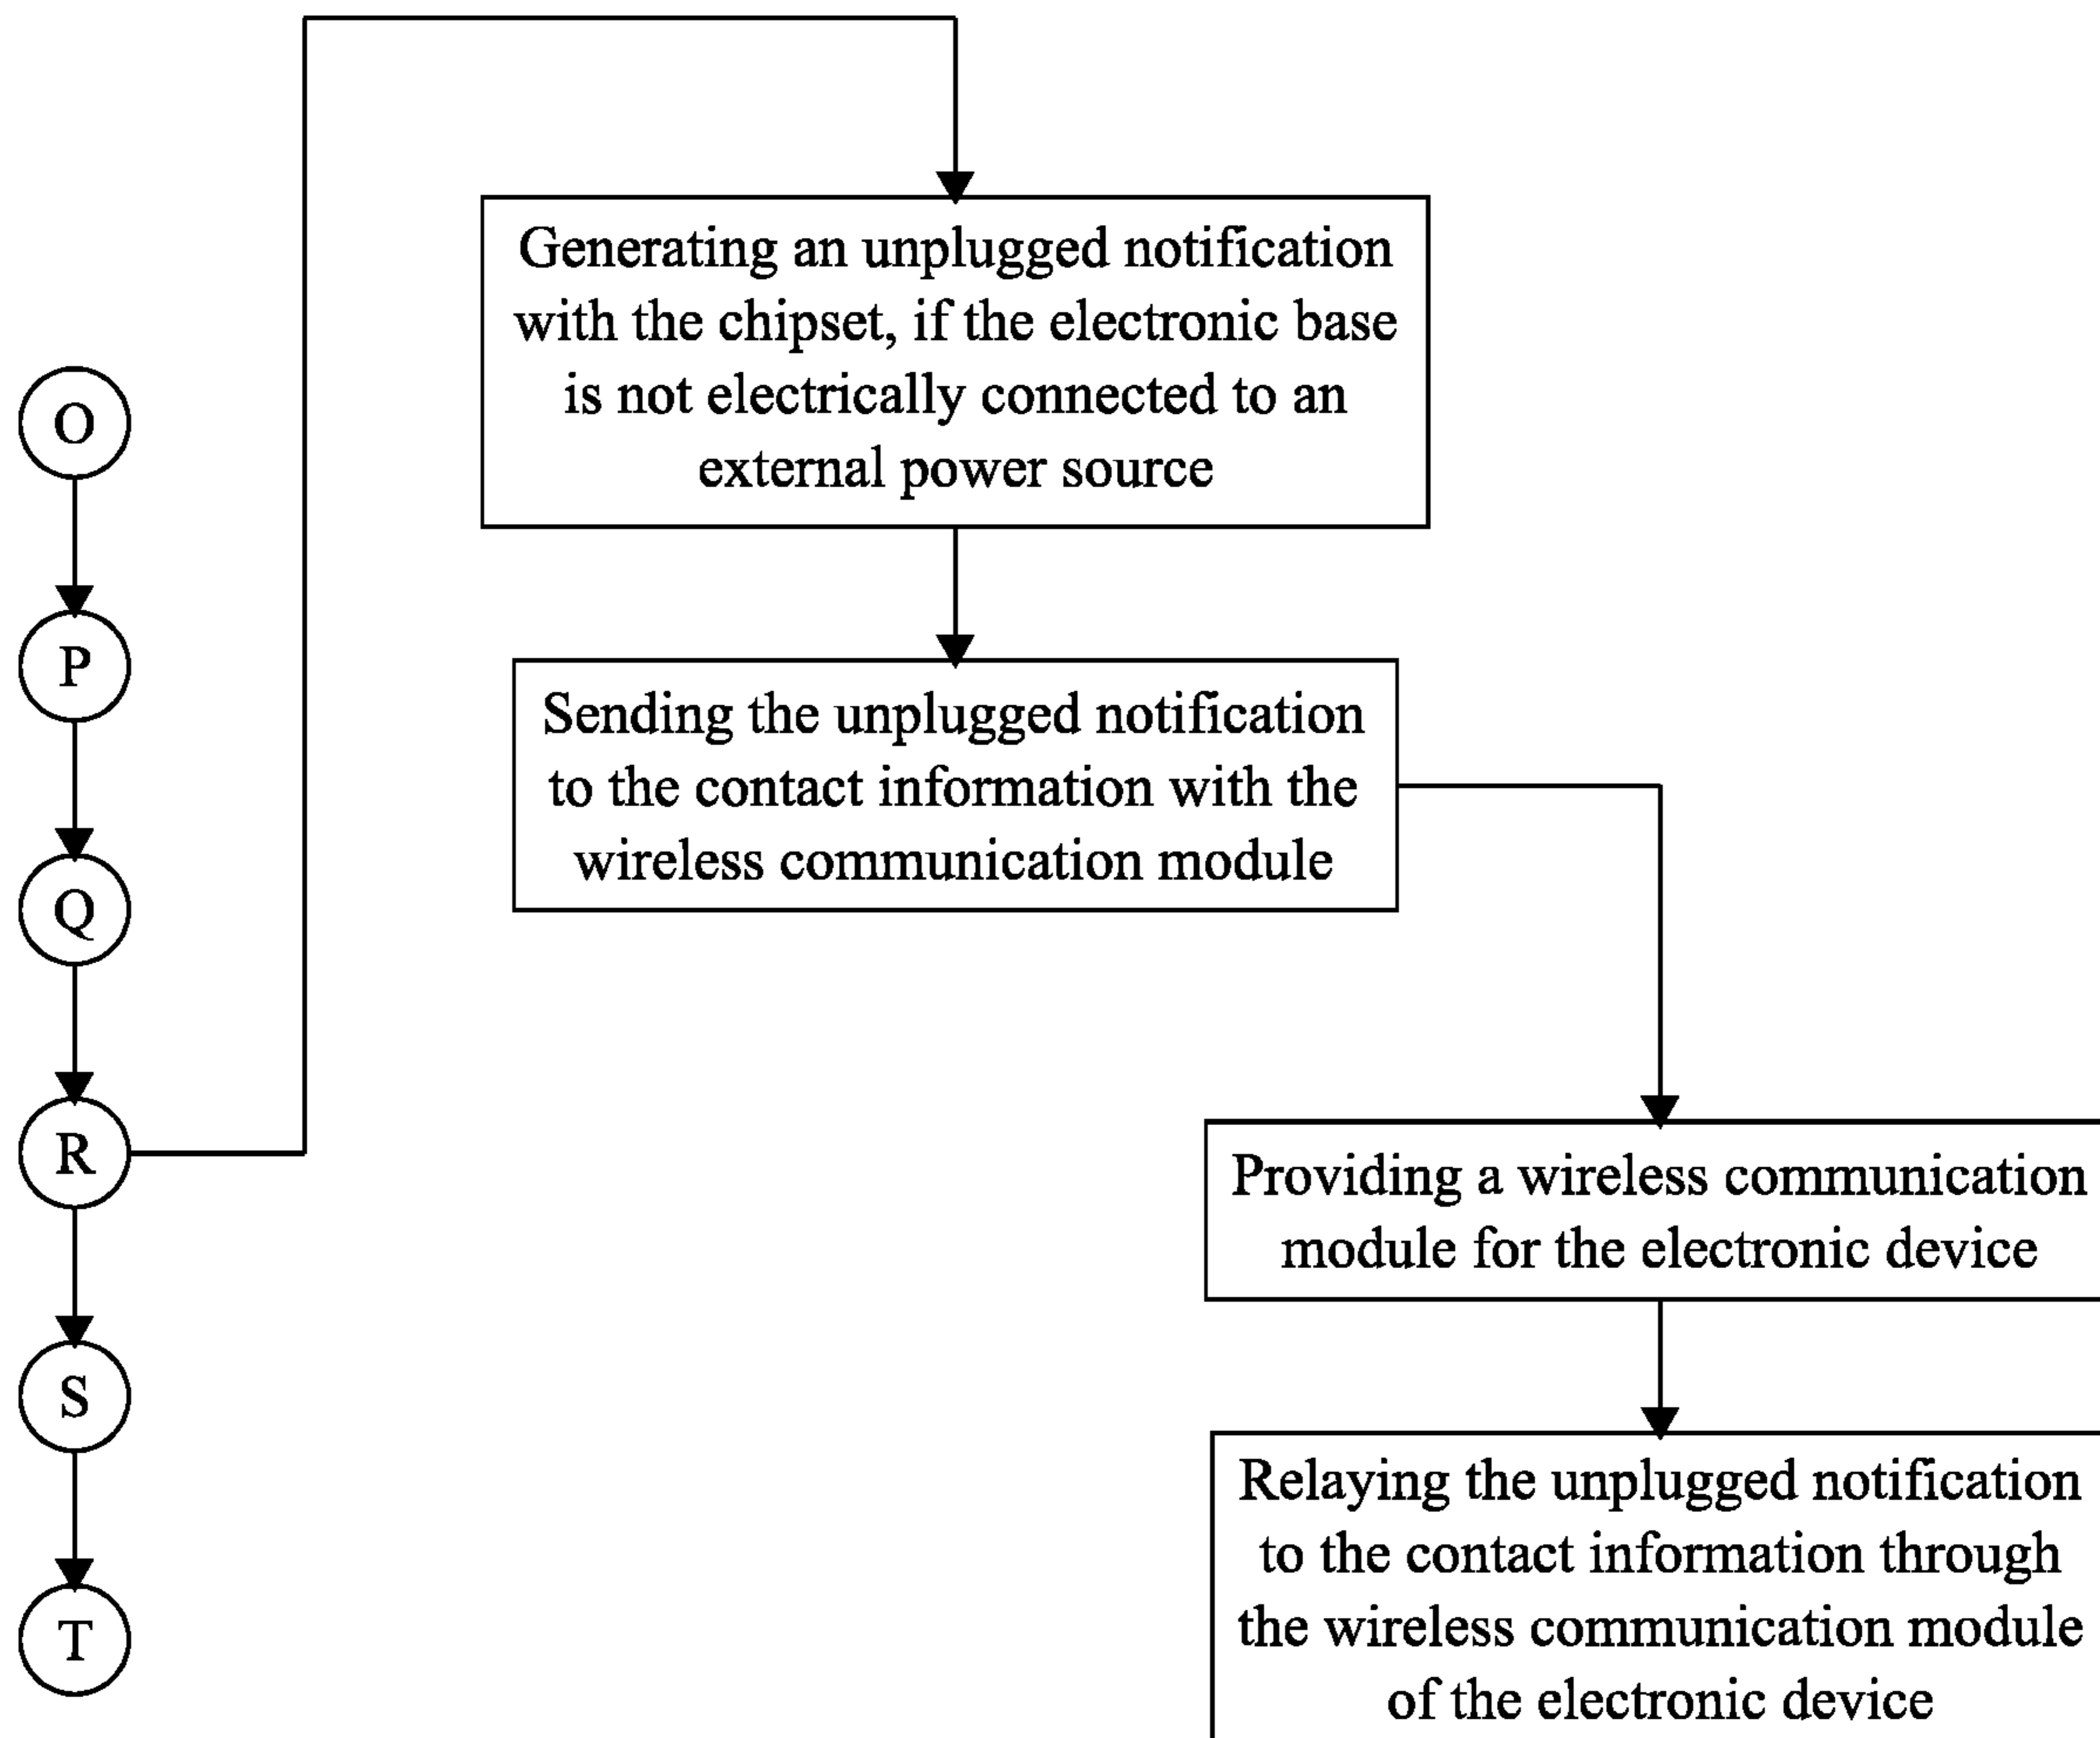 O
P
Q
R
S
T
Generating an unplugged notification
with the chipset, if the electronic base
is not electrically connected to an
external power source
Sending the unplugged notification
to the contact information with the
wireless communication module
Providing a wireless communication
module for the electronic device
Relaying the unplugged notification
to the contact information through
the wireless communication module
of the electronic device